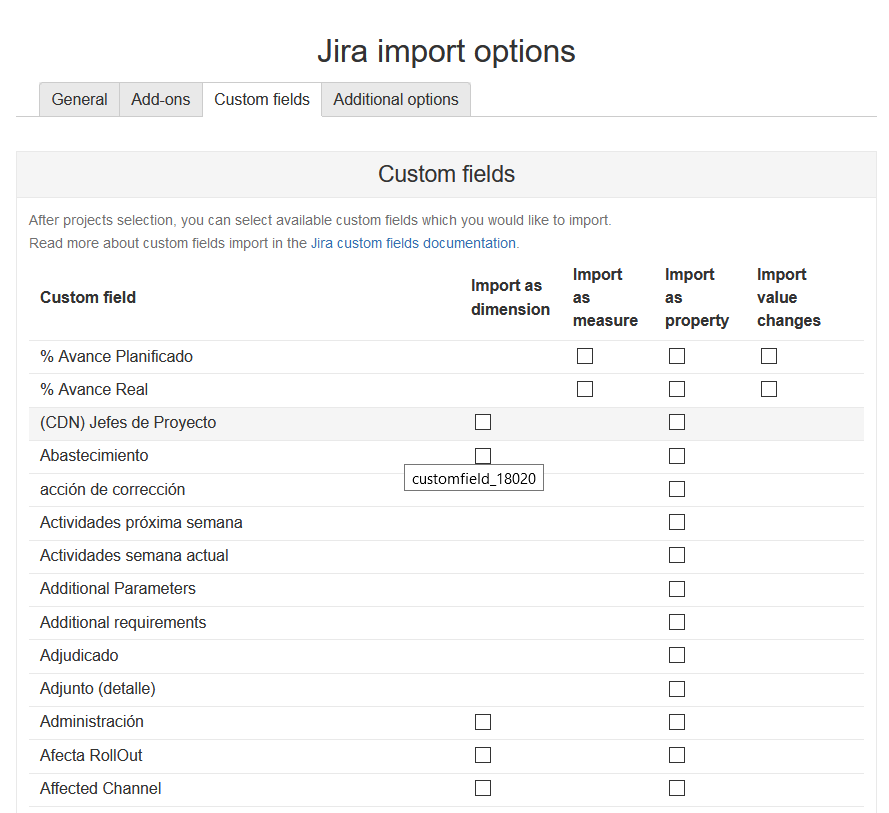 Jira import options
General Add-ons Custom fields Additional options
Custom fields
After projects selection, you can select available custom fields which you would like to import.
Read more about custom fields import in the Jira custom fields documentation.
Custom field
Import as
dimension
Import
as
measure
Import
as
property
Import
value
changes
% Avance Planificado
% Avance Real
(CDN) Jefes de Proyecto
Abastecimiento
customfield_18020
acción de corrección
Actividades próxima semana
Actividades semana actual
Additional Parameters
Additional requirements
Adjudicado
Adjunto (detalle)
Administración
Afecta RollOut
Affected Channel